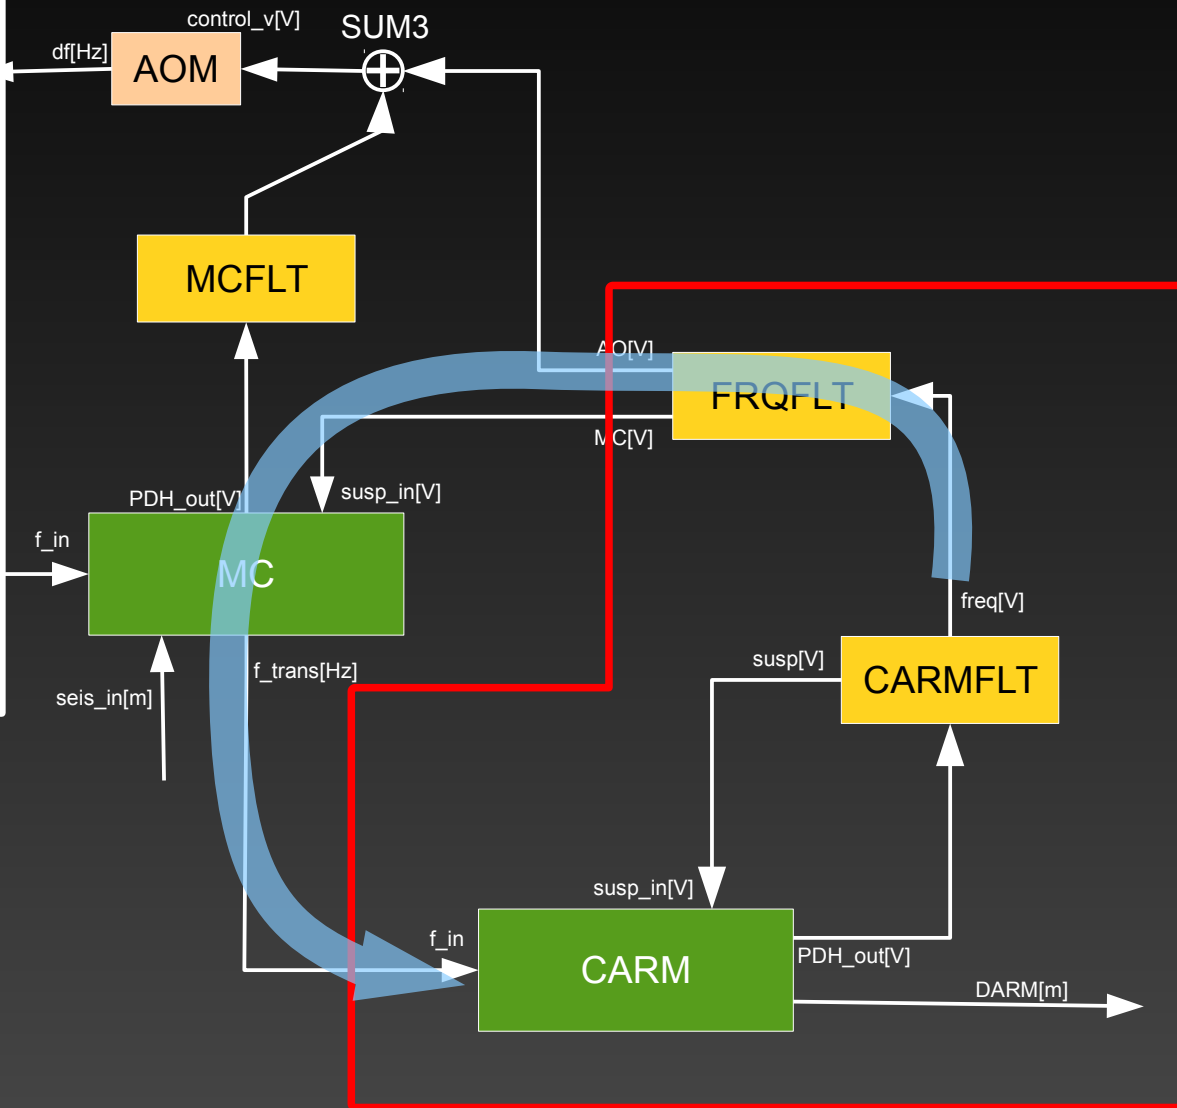 control_v[V]
SUM3
df[Hz]
AOM
MCFLT
AO[V]
FRQFLT
MC[V]
PDH_out[V]
susp_in[V]
f_in
MC
freq[V]
f_trans[Hz]
susp[V]
CARMFLT
seis_in[m]
susp_in[V]
f_in
PDH_out[V]
CARM
DARM[m]